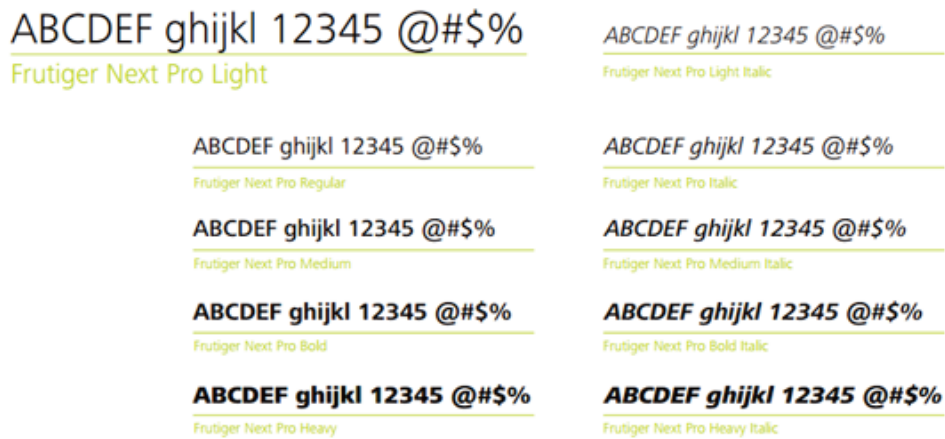 ABCDEF ghijkl 12345 @#$%
Frutiger Next Pro Light
ABCDEF ghijkl 12345 @#$%
Frutiger Next Pro Light Italic
ABCDEF ghijkl 12345 @#$%
Frutiger Next Pro Regular
ABCDEF ghijkl 12345 @#$%
Frutiger Next Pro Italic
ABCDEF ghijkl 12345 @#$%
Frutiger Next Pro Medium
ABCDEF ghijkl 12345 @#$%
Frutiger Next Pro Medium Italic
ABCDEF ghijkl 12345 @#$%
Frutiger Next Pro Bold
ABCDEF ghijkl 12345 @#$%
Frutiger Next Pro Bold Italic
ABCDEF ghijkl 12345 @#$%
Frutiger Next Pro Heavy
ABCDEF ghijkl 12345 @#$%
Frutiger Next Pro Heavy Italic